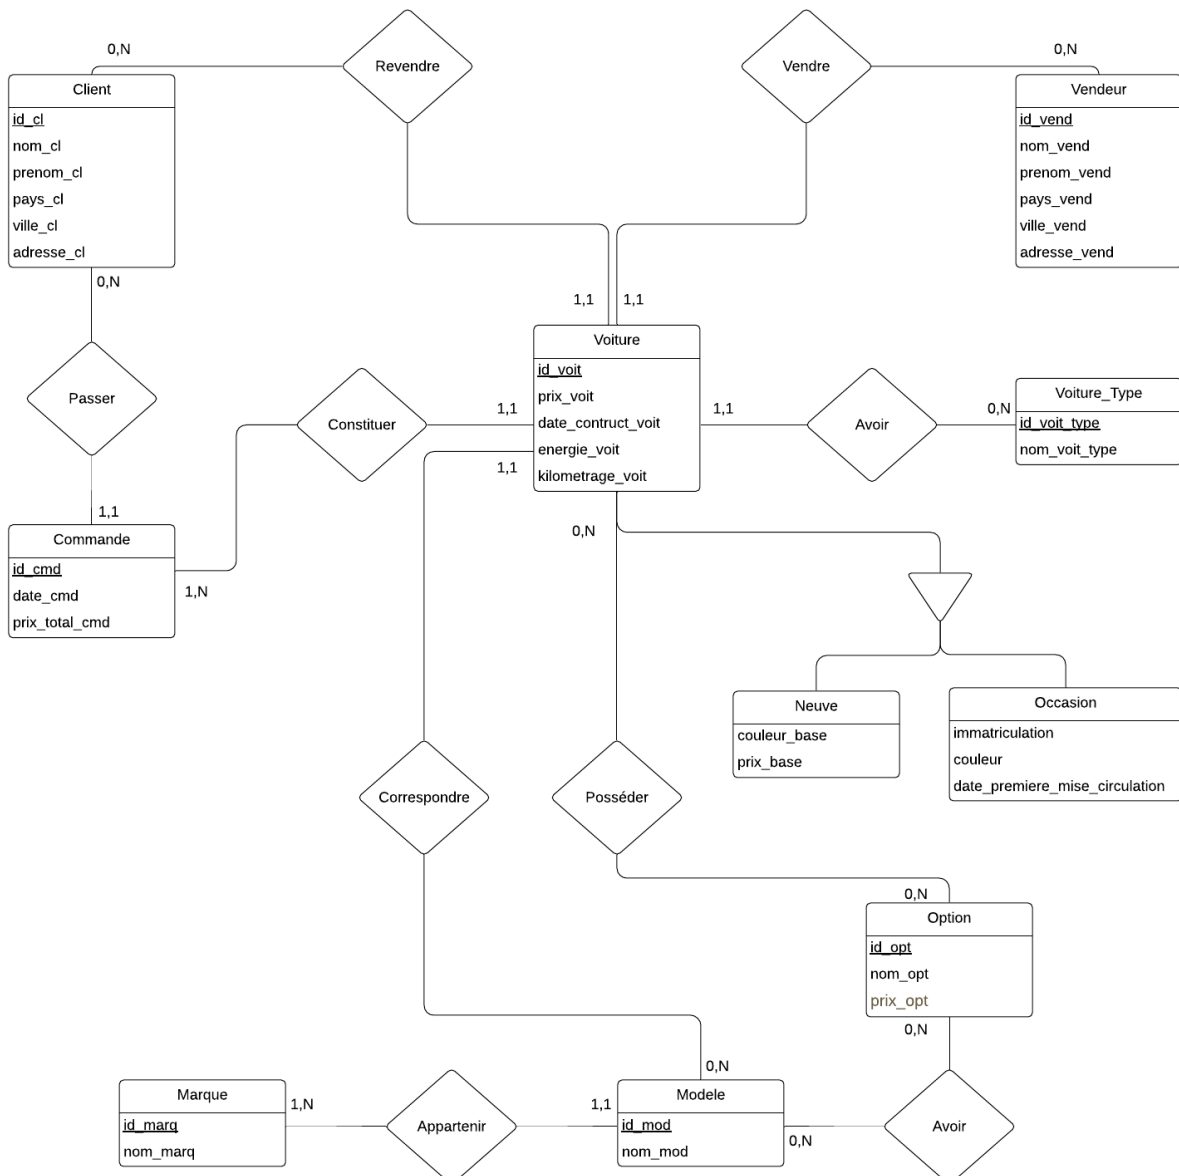 0,N
Revendre
Vendre
0,N
Client
id_cl
nom_cl
prenom_cl
pays_cl
ville_cl
adresse_cl
Vendeur
id_vend
nom_vend
prenom_vend
pays_vend
ville_vend
adresse_vend
0,N
1,1
1,1
Passer
Constituer
1,1
Voiture
id_voit
prix_voit
date_contruct_voit
energie_voit
kilometrage_voit
1,1
Avoir
0,N
Voiture_Type
id_voit_type
nom_voit_type
1,1
1,1
Commande
id_cmd
date_cmd
prix_total_cmd
1,N
0,N
Neuve
couleur_base
prix_base
Occasion
immatriculation
couleur
date_premiere_mise_circulation
Correspondre
Posséder
0,N
Option
id_opt
nom_opt
prix_opt
0,N
0,N
Marque
id_marq
nom_marq
1,N
Appartenir
1,1
Modele
id_mod
nom_mod
0,N
Avoir